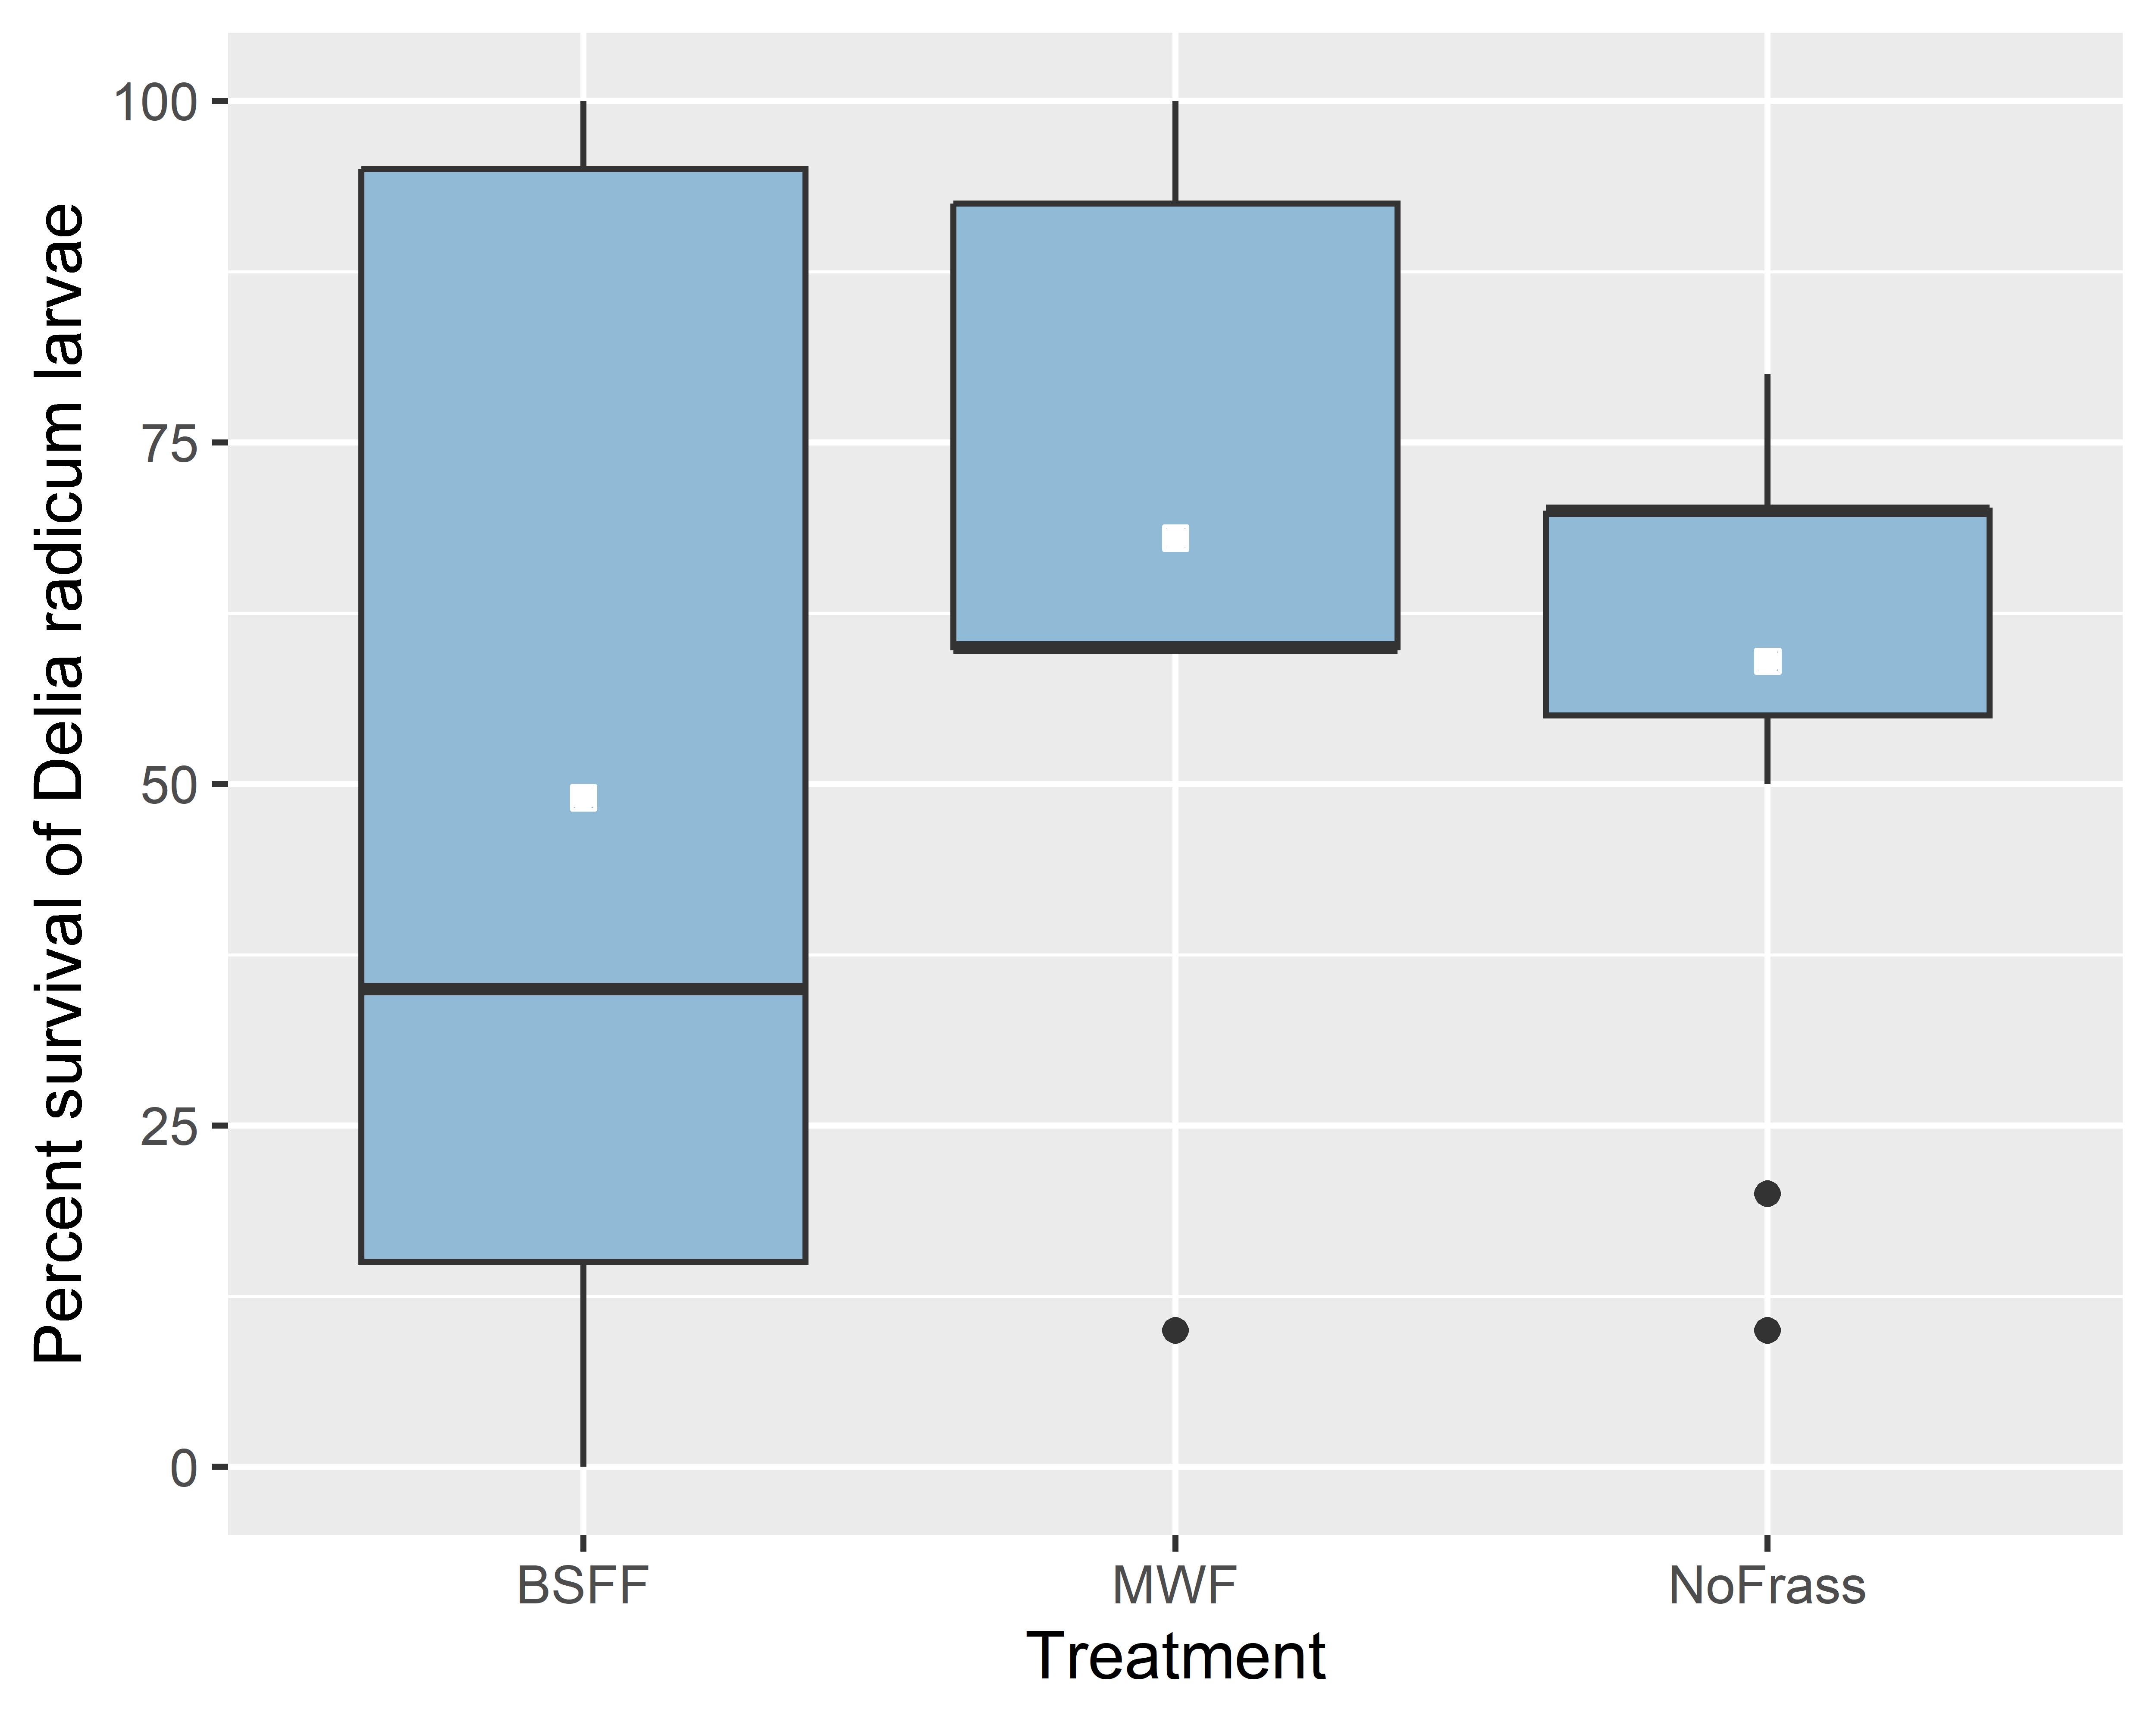 Percent survival of Delia radicum larvae
100
75
50
25
0
BSFF
MWF
NoFrass
Treatment